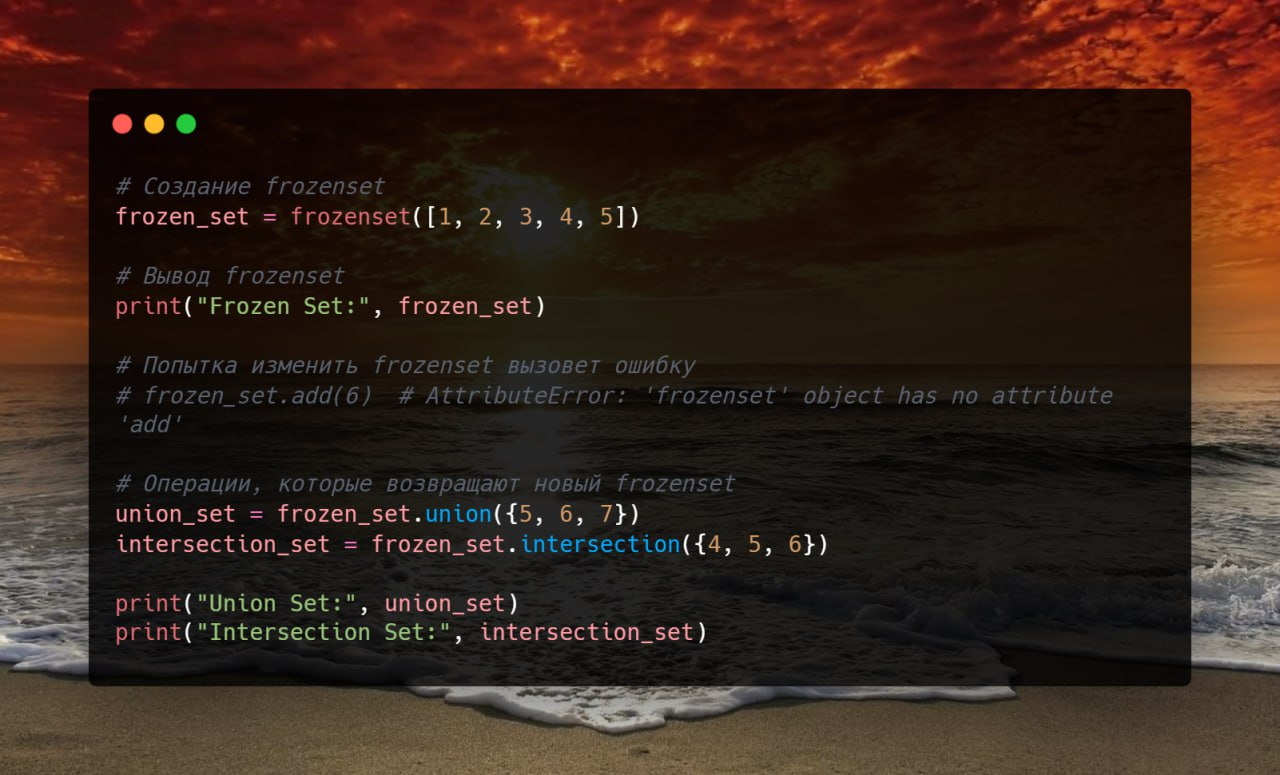 # Создание frozenset
frozen_set = frozenset([1, 2, 3, 4, 5])
# Вывод frozenset
print("Frozen Set:", frozen_set)
# Попытка изменить frozenset вызовет ошибку
# frozen_set.add(6)  # AttributeError: 'frozenset' object has no attribute
'add'
# Операции, которые возвращают новый frozenset
union_set = frozen_set.union({5, 6, 7})
intersection_set = frozen_set.intersection({4, 5, 6})
print("Union Set:", union_set)
print("Intersection Set:", intersection_set)